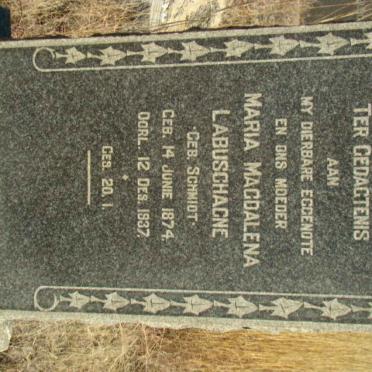 TER GEDAGTENIS
AAN
MY DIERBARE EGGENOTE
EN ONS MOEDER
MARIA MAGDALENA
LABUSCHAGNE
GEB. SCHMIDT.
GEB. 14 JUNIE 1874.
OORL. 12 DES. 1937.
GES. 20. 1.